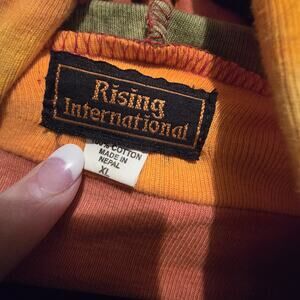 Rising
International
COTTON
MADE IN
NEPAL
XL